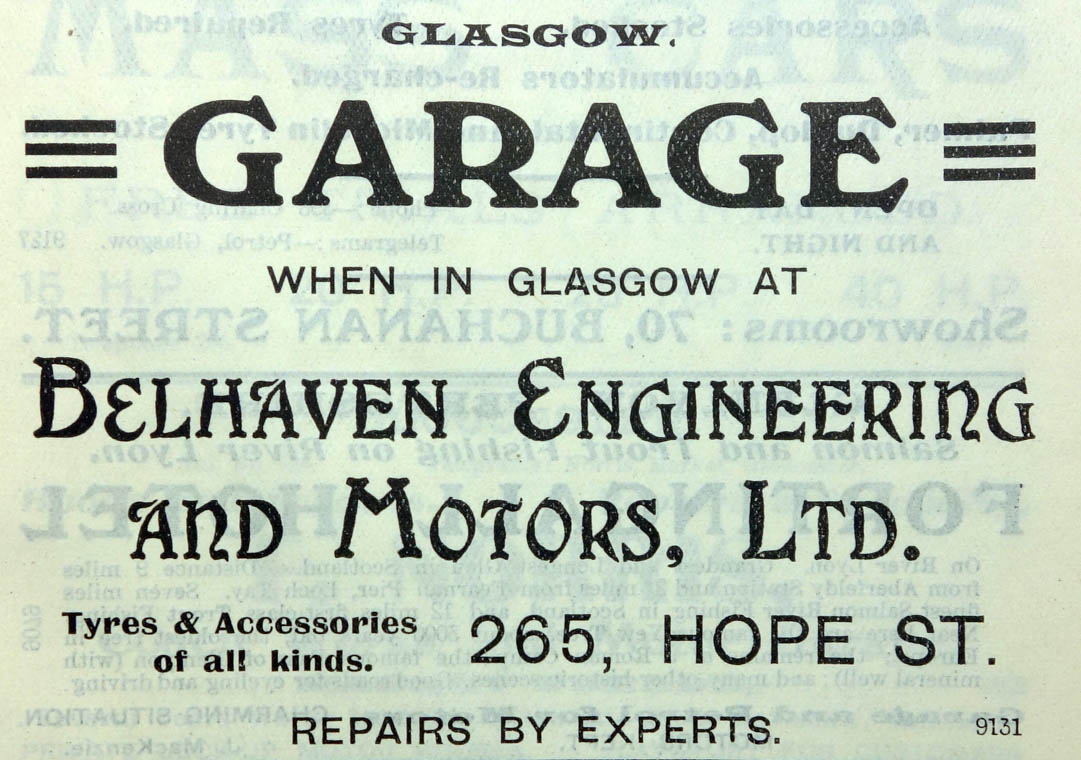 GLASGOW.
GARAGE
WHEN IN GLASGOW AT
BELHAVEN ENGINEERING
AND MOTORS, LTD.
Tyres & Accessories
of all kinds.
265, HOPE ST.
REPAIRS BY EXPERTS.
9131